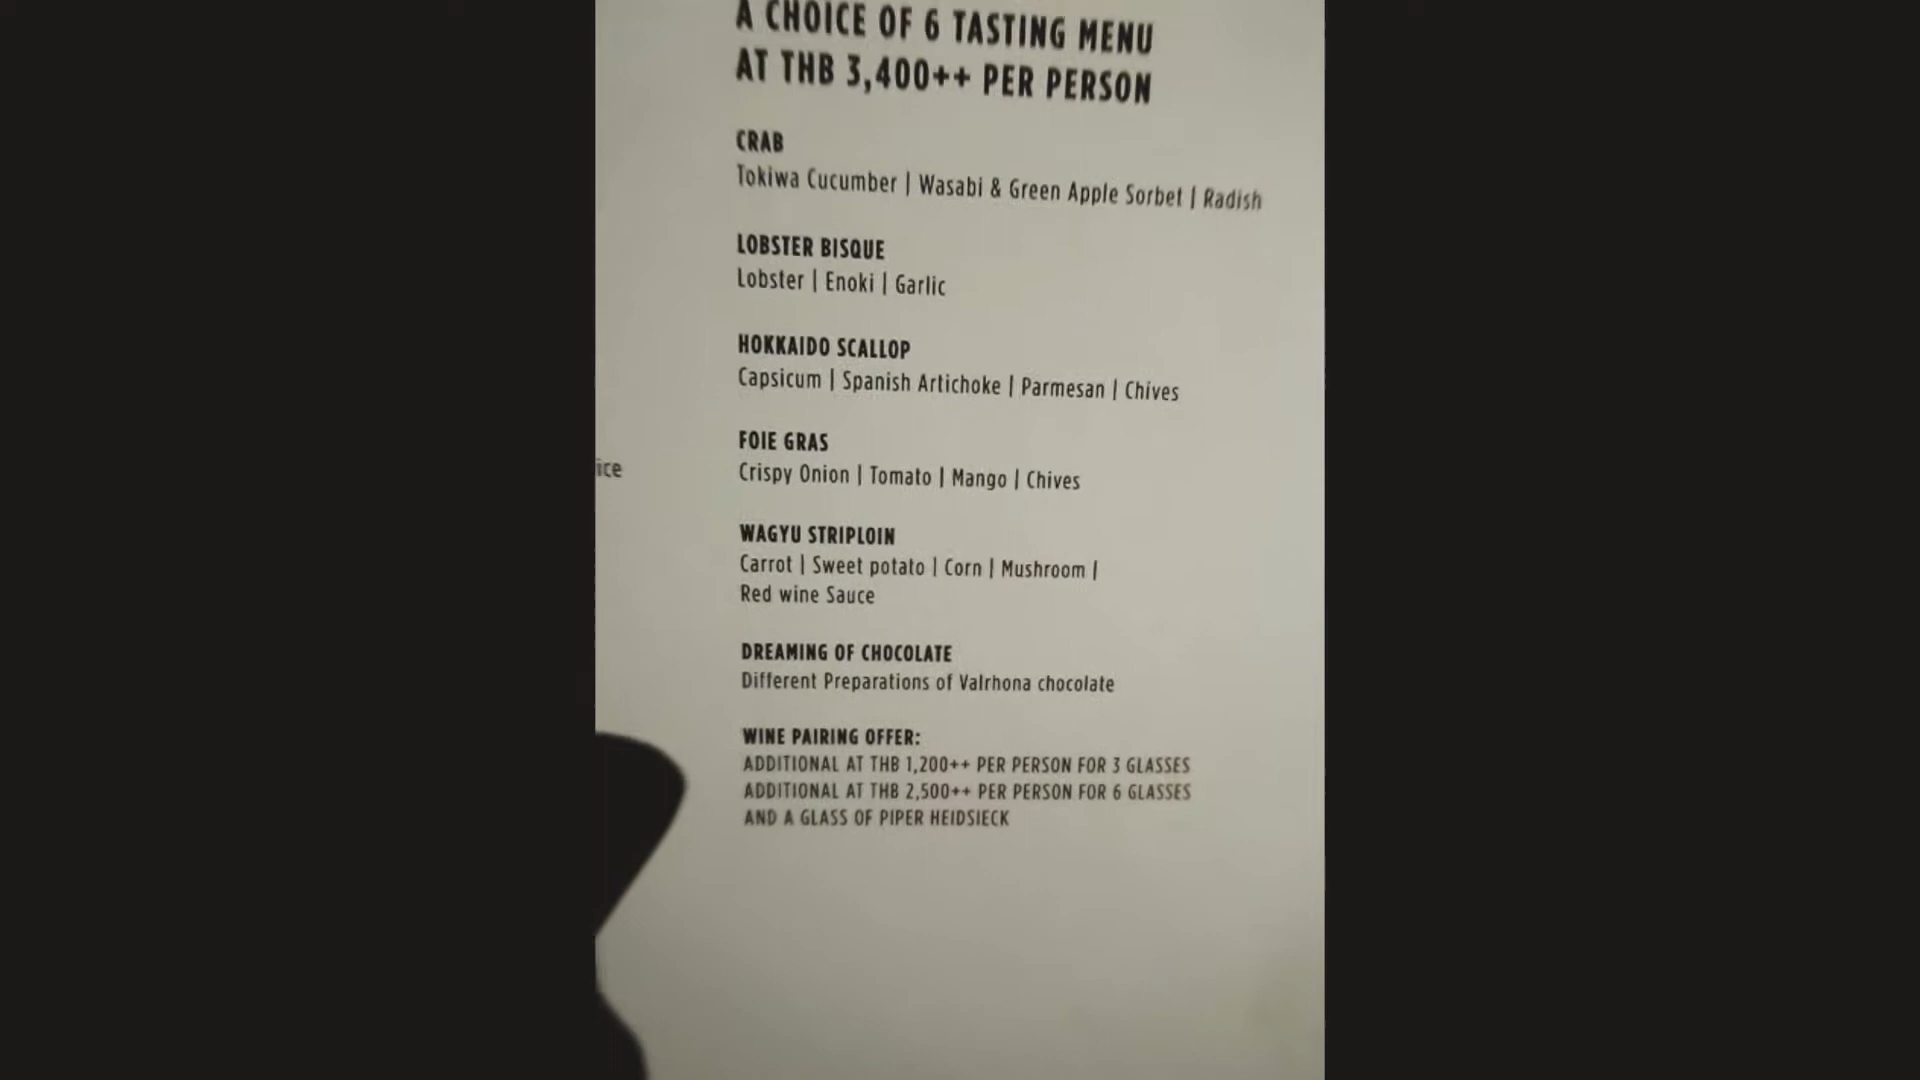 A CHOICE OF 6 TASTING MENU
AT THB 3,400++ PER PERSON
CRAB
Tokiwa Cucumber | Wasabi & Green Apple Sorbet | Radish
LOBSTER BISQUE
Lobster | Enoki | Garlic
HOKKAIDO SCALLOP
Capsicum | Spanish Artichoke | Parmesan | Chives
FOIE GRAS
Crispy Onion | Tomato | Mango | Chives
WAGYU STRIPLOIN
Carrot | Sweet potato | Corn | Mushroom |
Red wine Sauce
DREAMING OF CHOCOLATE
Different Preparations of Valrhona chocolate
WINE PAIRING OFFER:
ADDITIONAL AT THB 1,200++ PER PERSON FOR 3 GLASSES
ADDITIONAL AT THB 2,500++ PER PERSON FOR 6 GLASSES
AND A GLASS OF PIPER HEIDSIECK